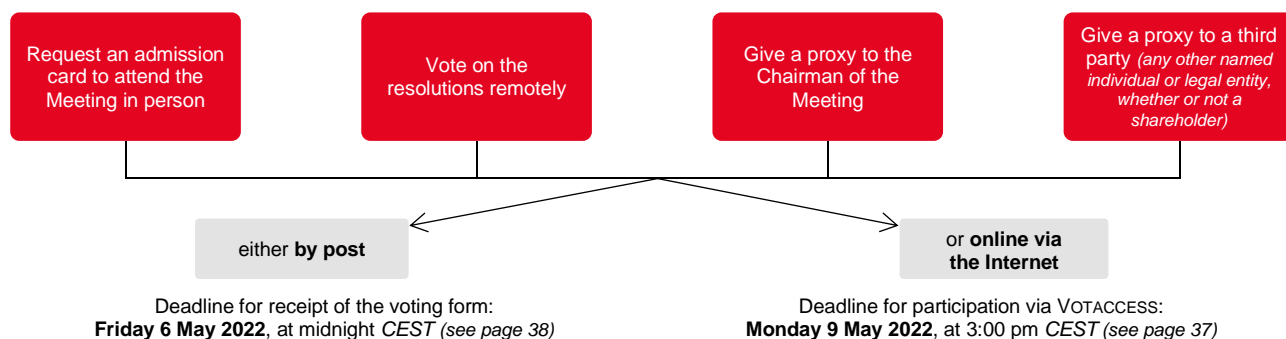 Request an admission
card to attend the
Meeting in person
Vote on the
resolutions remotely
Give a proxy to the
Chairman of the
Meeting
Give a proxy to a third
party (any other named
individual or legal entity,
whether or not a
shareholder)
either by post
or online via
the Internet
Deadline for receipt of the voting form:
Friday 6 May 2022, at midnight CEST (see page 38)
Deadline for participation via VOTACCESS:
Monday 9 May 2022, at 3:00 pm CEST (see page 37)